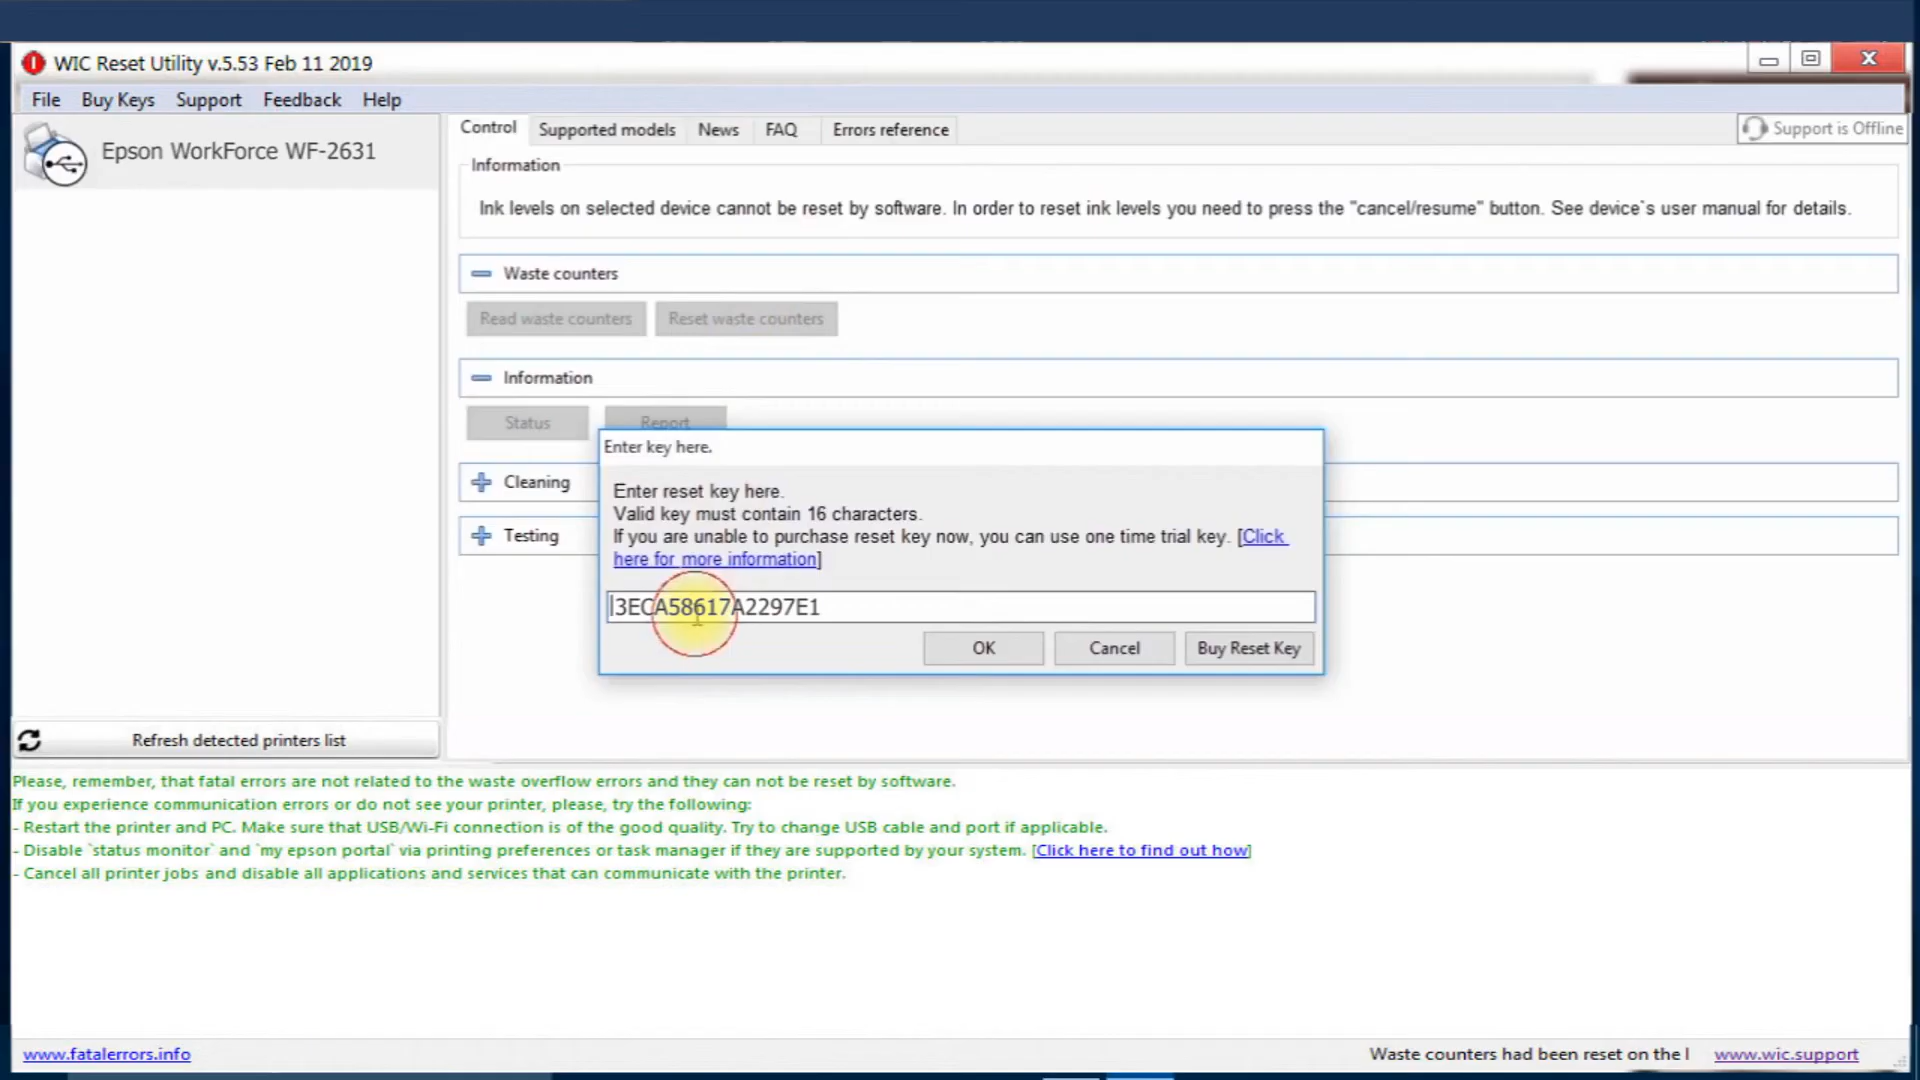 WIC Reset Utility v.5.53 Feb 11 2019
File Buy Keys Support Feedback Help
Epson WorkForce WF-2631
Control Supported models News FAQ Errors reference
Support is Offline
Information
Ink levels on selected device cannot be reset by software. In order to reset ink levels you need to press the "cancel/resume" button. See device`s user manual for details.
Waste counters
Read waste counters Reset waste counters
Information
Status Report
Cleaning
Testing
Enter key here.
Enter reset key here.
Valid key must contain 16 characters.
If you are unable to purchase reset key now, you can use one time trial key. [Click
here for more information]
3ECA58617A2297E1
OK Cancel Buy Reset Key
Refresh detected printers list
Please, remember, that fatal errors are not related to the waste overflow errors and they can not be reset by software.
If you experience communication errors or do not see your printer, please, try the following:
- Restart the printer and PC. Make sure that USB/Wi-Fi connection is of the good quality. Try to change USB cable and port if applicable.
- Disable `status monitor` and `my epson portal` via printing preferences or task manager if they are supported by your system. [Click here to find out how]
- Cancel all printer jobs and disable all applications and services that can communicate with the printer.
www.fatalerrors.info
Waste counters had been reset on the l
www.wic.support